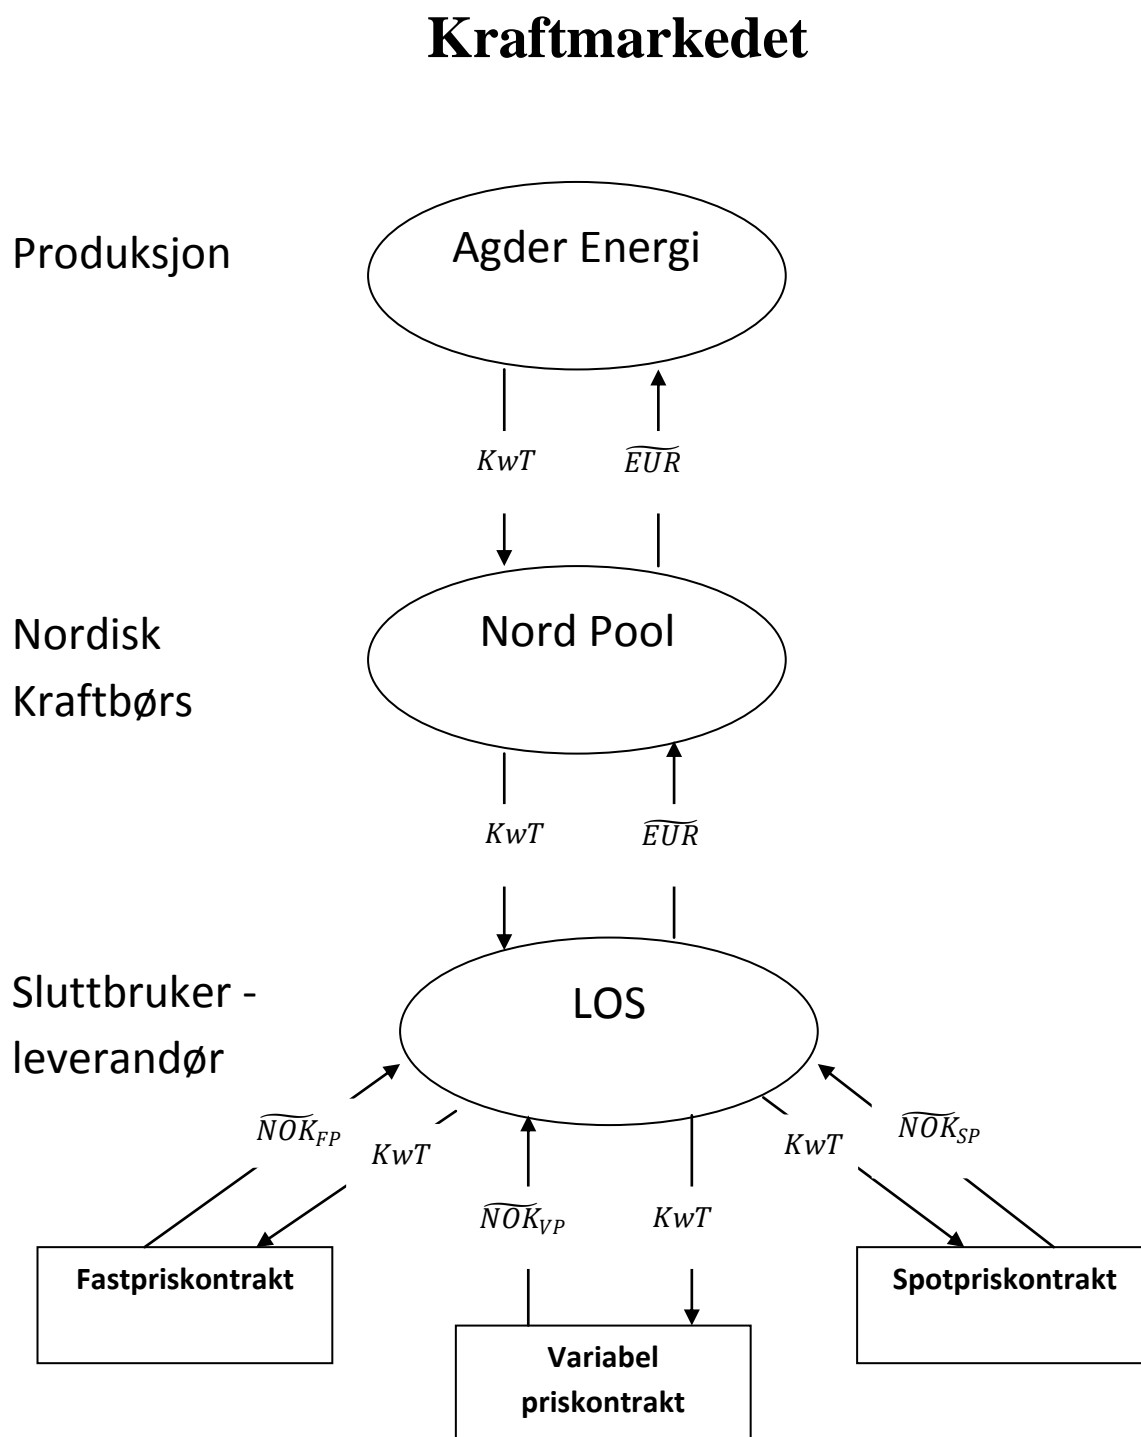 Kraftmarkedet
Produksjon
Agder Energi
KwT
EUR
Nordisk
Kraftbørs
Nord Pool
KwT
EUR
Sluttbruker -
leverandør
LOS
NOK_FP
KwT
NOK_VP
KwT
KwT
NOK_SP
Fastpriskontrakt
Variabel
priskontrakt
Spotpriskontrakt